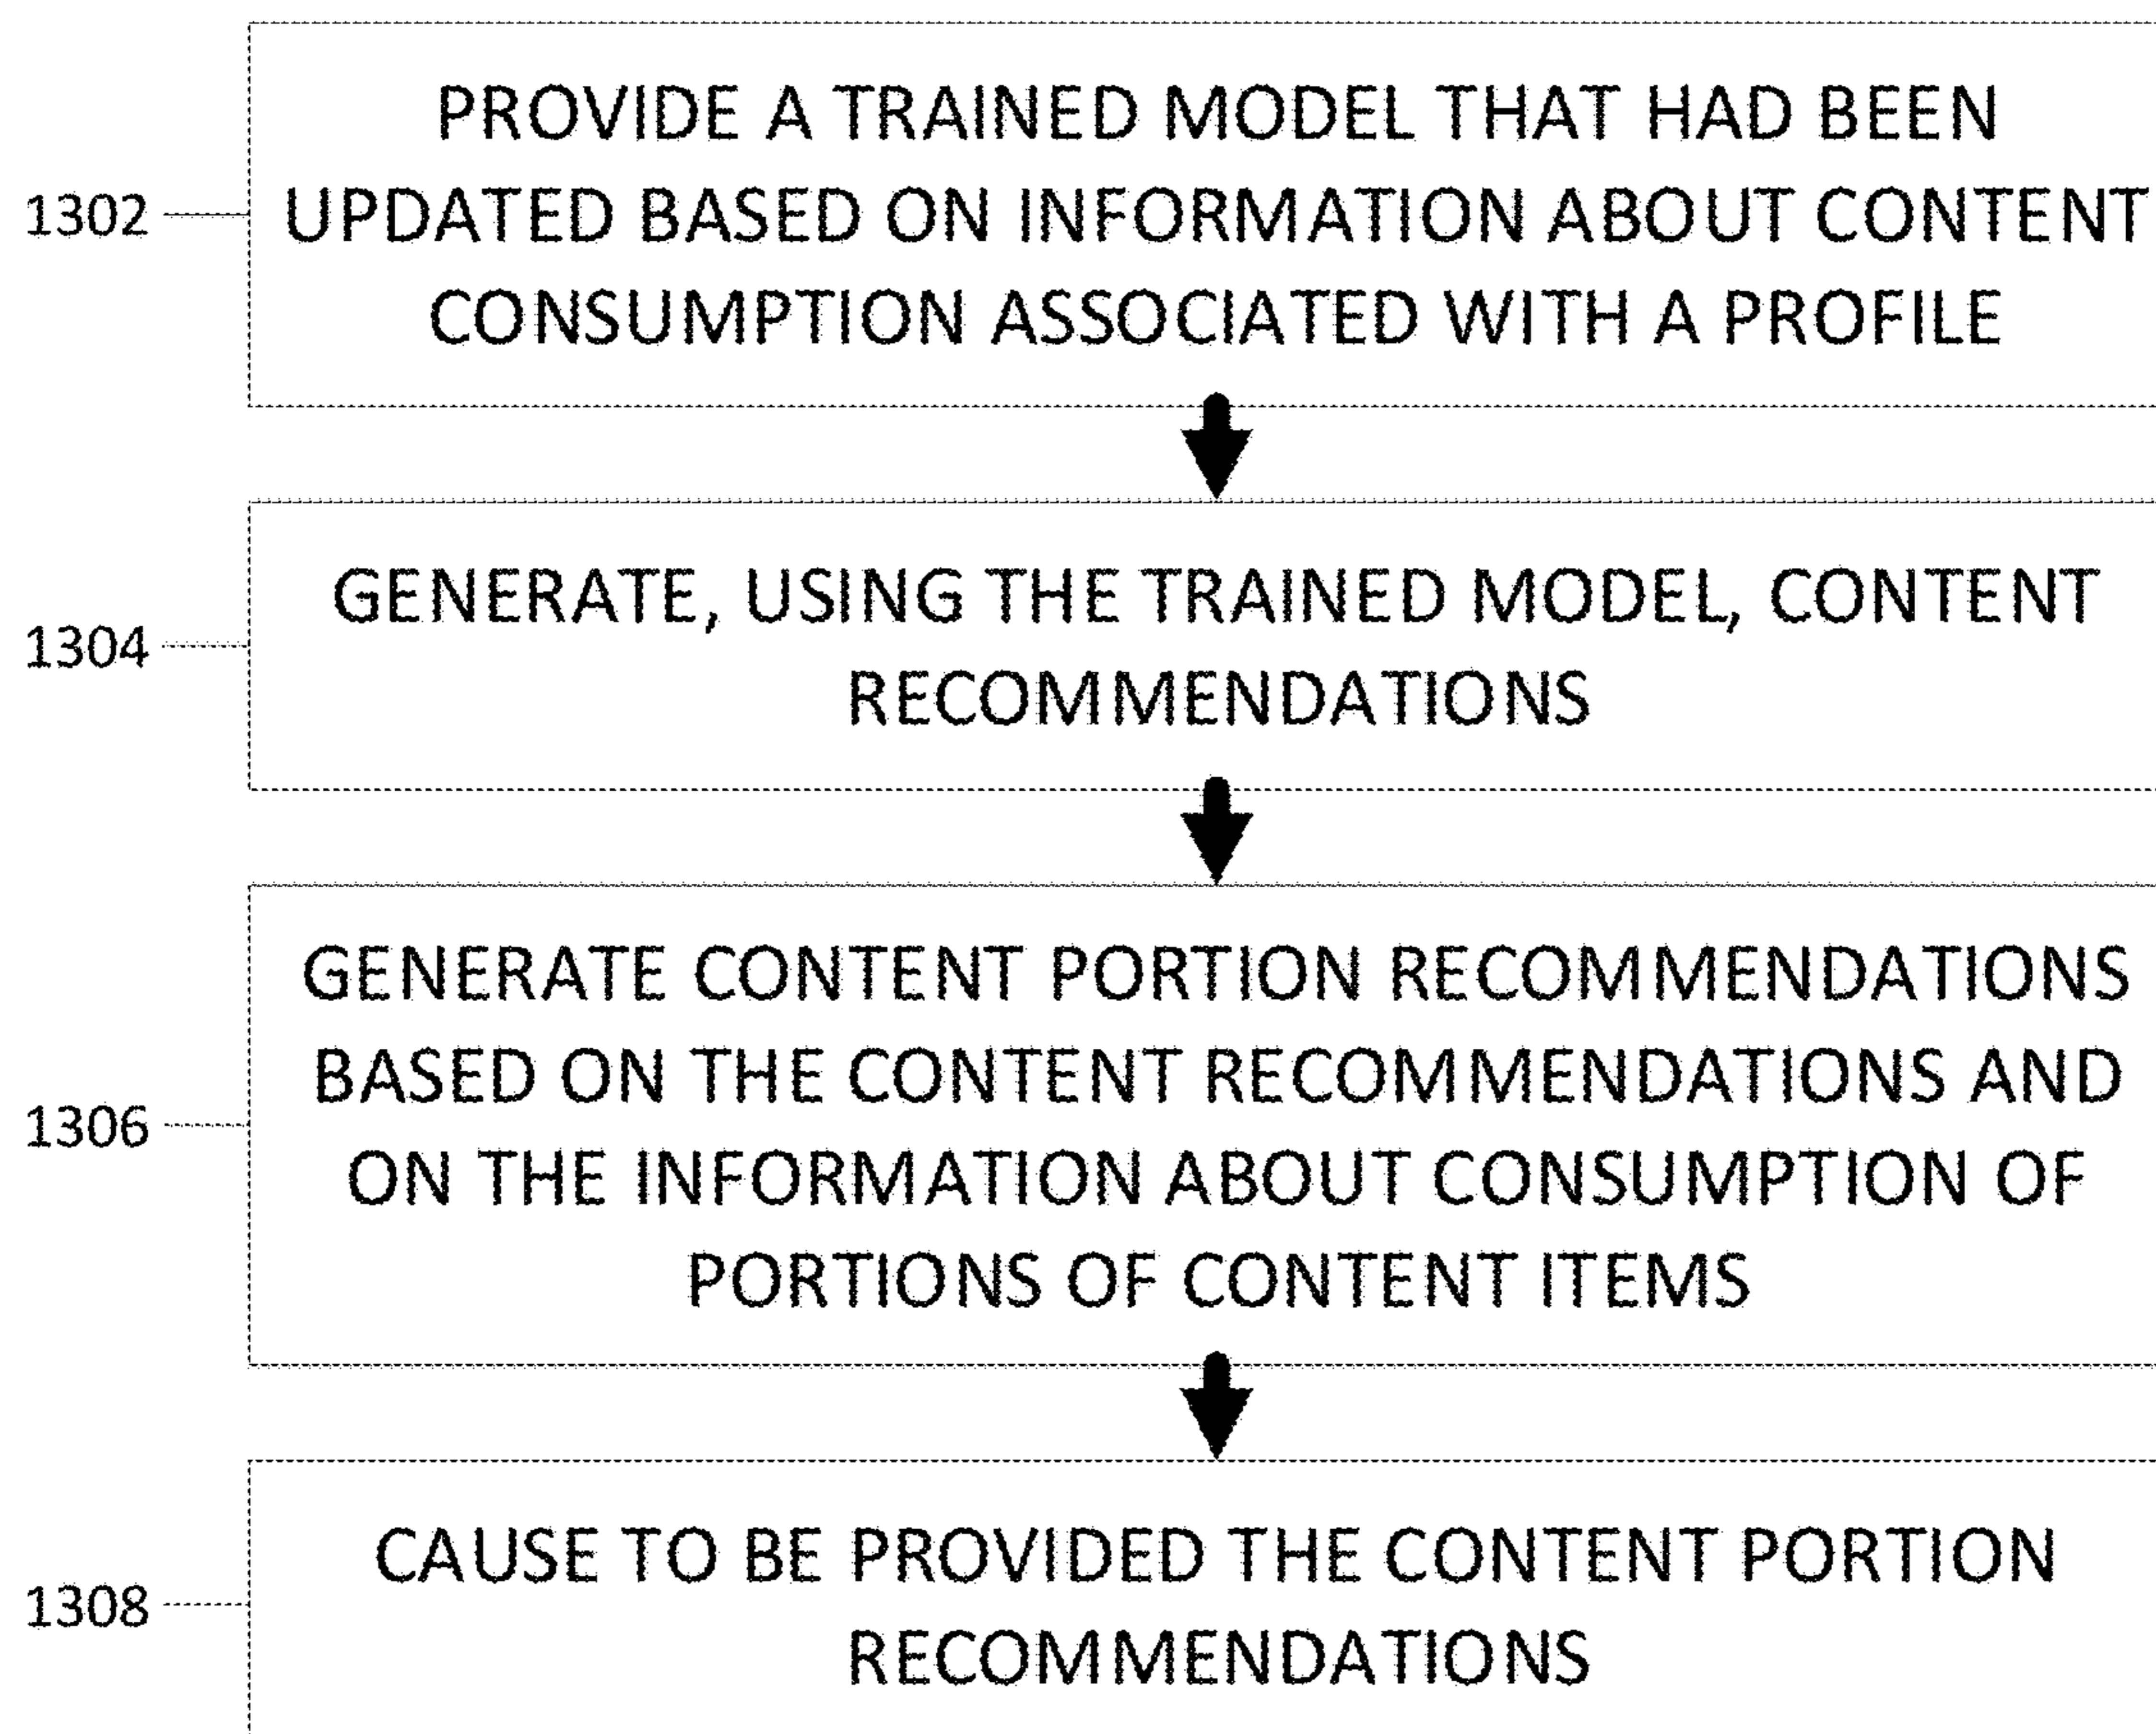 PROVIDE A TRAINED MODEL THAT HAD BEEN
1302
UPDATED BASED ON INFORMATION ABOUT CONTENT
CONSUMPTION ASSOCIATED WITH A PROFILE
GENERATE, USING THE TRAINED MODEL, CONTENT
1304
RECOMMENDATIONS
GENERATE CONTENT PORTION RECOMMENDATIONS
BASED ON THE CONTENT RECOMMENDATIONS AND
1306
ON THE INFORMATION ABOUT CONSUMPTION OF
PORTIONS OF CONTENT ITEMS
CAUSE TO BE PROVIDED THE CONTENT PORTION
1308
RECOMMENDATIONS